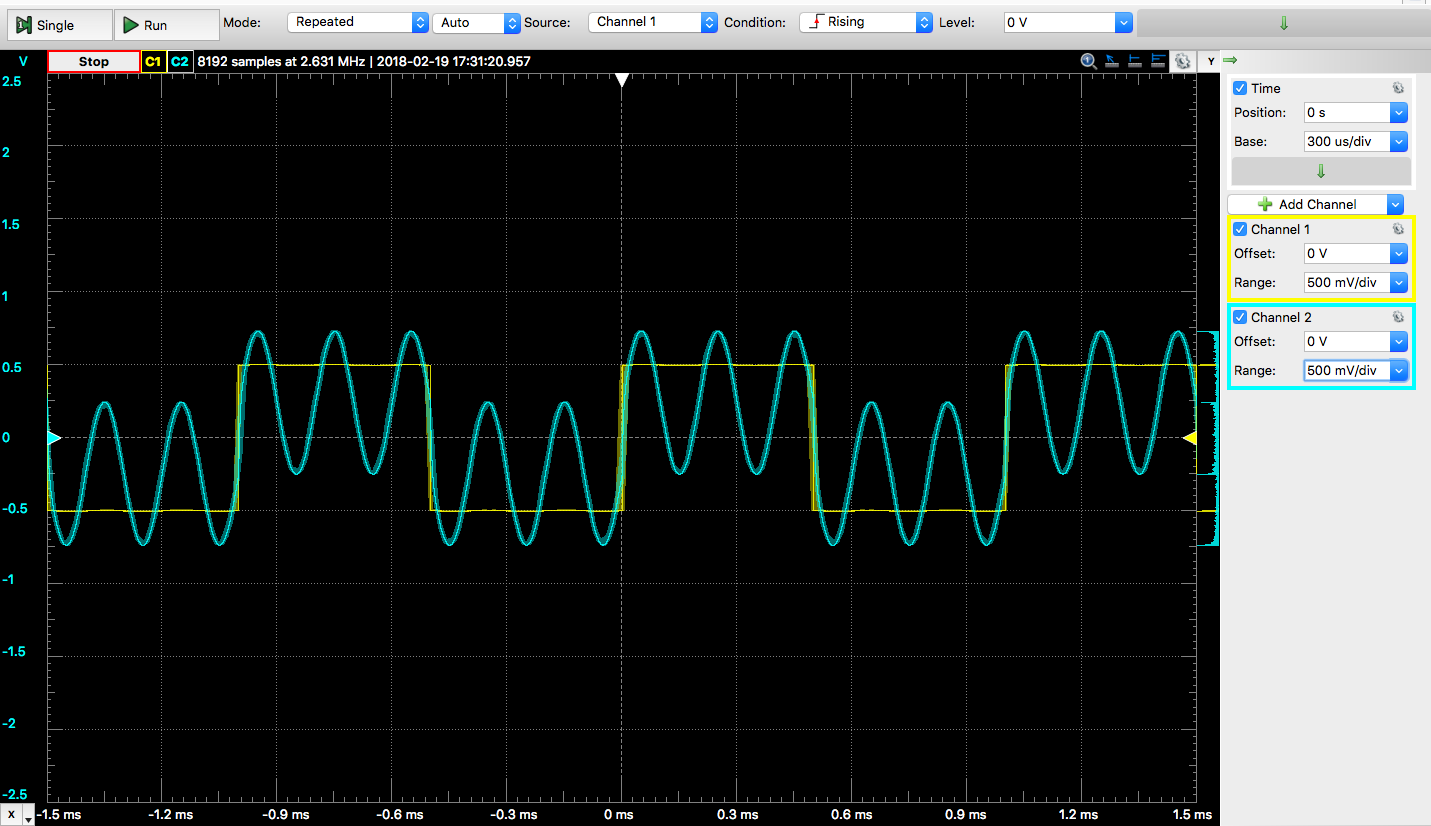 Single Run Mode: Repeated Auto Source: Channel 1 Condition: Rising Level: 0 V
V Stop C1 C2 8192 samples at 2.631 MHz | 2018-02-19 17:31:20.957 Y
2.5
2
1.5
1
0.5
0
-0.5
-1
-1.5
-2
-2.5
X -1.5 ms -1.2 ms -0.9 ms -0.6 ms -0.3 ms 0 ms 0.3 ms 0.6 ms 0.9 ms 1.2 ms 1.5 ms
Time
Position: 0 s
Base: 300 us/div
Add Channel
Channel 1
Offset: 0 V
Range: 500 mV/div
Channel 2
Offset: 0 V
Range: 500 mV/div